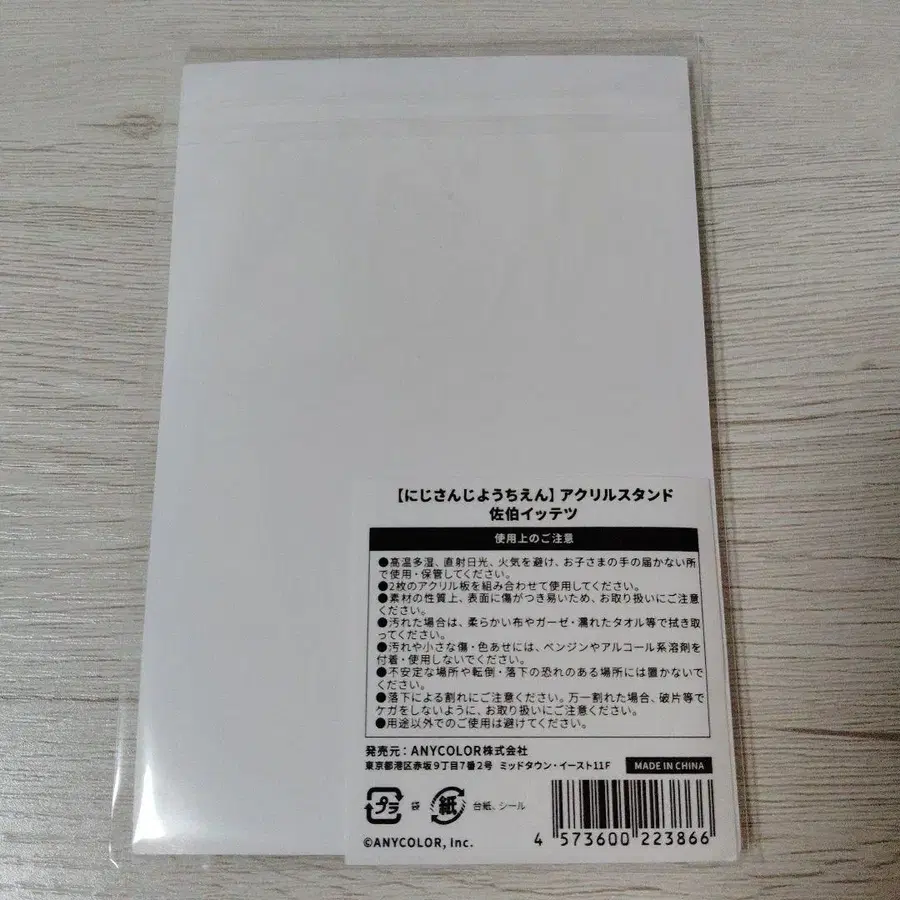 【にじさんじようちえん】アクリルスタンド
佐伯イッテツ
使用上のご注意
●高温多湿、直射日光、火気を避け、お子さまの手の届かない所
で使用・保管してください。
●2枚のアクリル板を組み合わせて使用してください。
●素材の性質上、表面に傷がつき易いため、お取り扱いにご注意
ください。
●汚れた場合は、柔らかい布やガーゼ・濡れたタオル等で拭き取
ってください。
●汚れや小さな傷・色あせには、ベンジンやアルコール系溶剤を
付着・使用しないでください。
●不安定な場所や転倒・落下の恐れのある場所には置かないで
ください。
●落下による割れにご注意ください。万一割れた場合、破片等で
ケガをしないように、お取り扱いにご注意ください。
●用途以外でのご使用は避けてください。
発売元：ANYCOLOR株式会社
東京都港区赤坂9丁目7番2号 ミッドタウン・イースト11F MADE IN CHINA
プラ 袋 紙 台紙、シール
©ANYCOLOR, Inc. 4 573600 223866